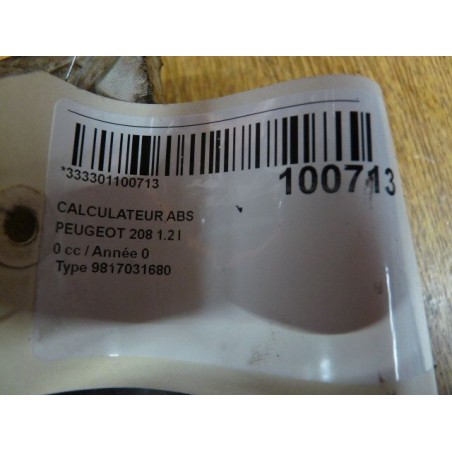 *333301100713
100713
CALCULATEUR ABS
PEUGEOT 208 1.2 I
0 cc / Année 0
Type 9817031680